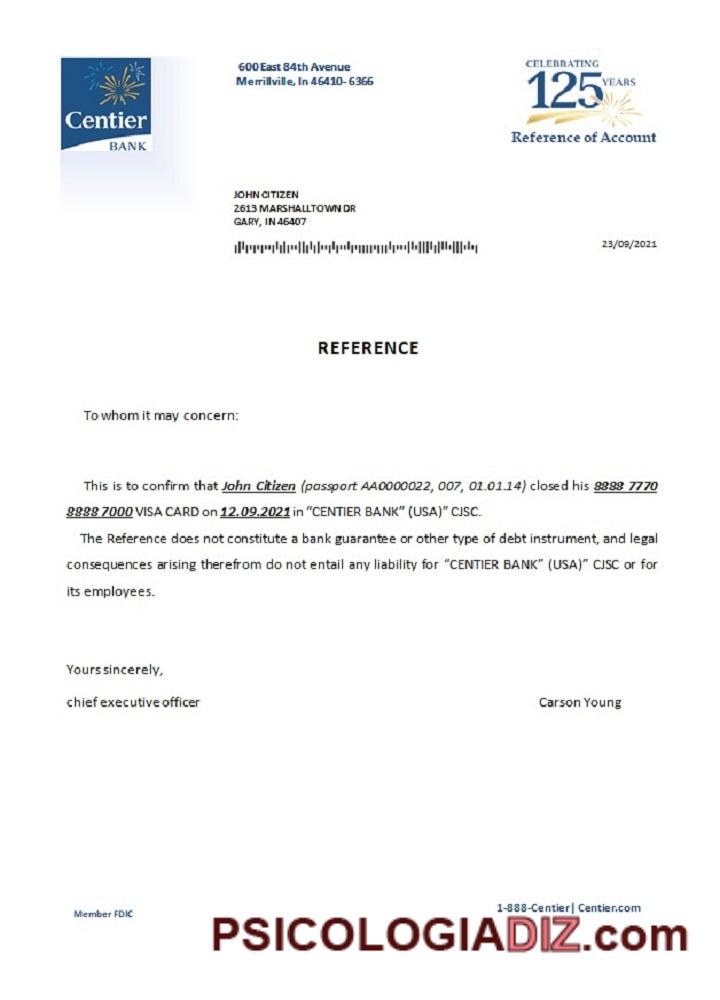 Centier
BANK
600 East 84th Avenue
Merrillville, In 46410- 6366
CELEBRATING
125 YEARS
Reference of Account
JOHN CITIZEN
2613 MARSHALLTOWN DR
GARY, IN 46407
23/09/2021
REFERENCE
To whom it may concern:
This is to confirm that John Citizen (passport AA0000022, 007, 01.01.14) closed his 8888 7770
8888 7000 VISA CARD on 12.09.2021 in “CENTIER BANK” (USA)” CJSC.
The Reference does not constitute a bank guarantee or other type of debt instrument, and legal
consequences arising therefrom do not entail any liability for “CENTIER BANK” (USA)” CJSC or for
its employees.
Yours sincerely,
chief executive officer Carson Young
Member FDIC
1-888-Centier| Centier.com
PSICOLOGIADIZ.com